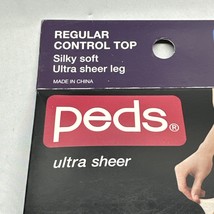 REGULAR
CONTROL TOP
Silky soft
Ultra sheer leg
MADE IN CHINA
peds®
ultra sheer